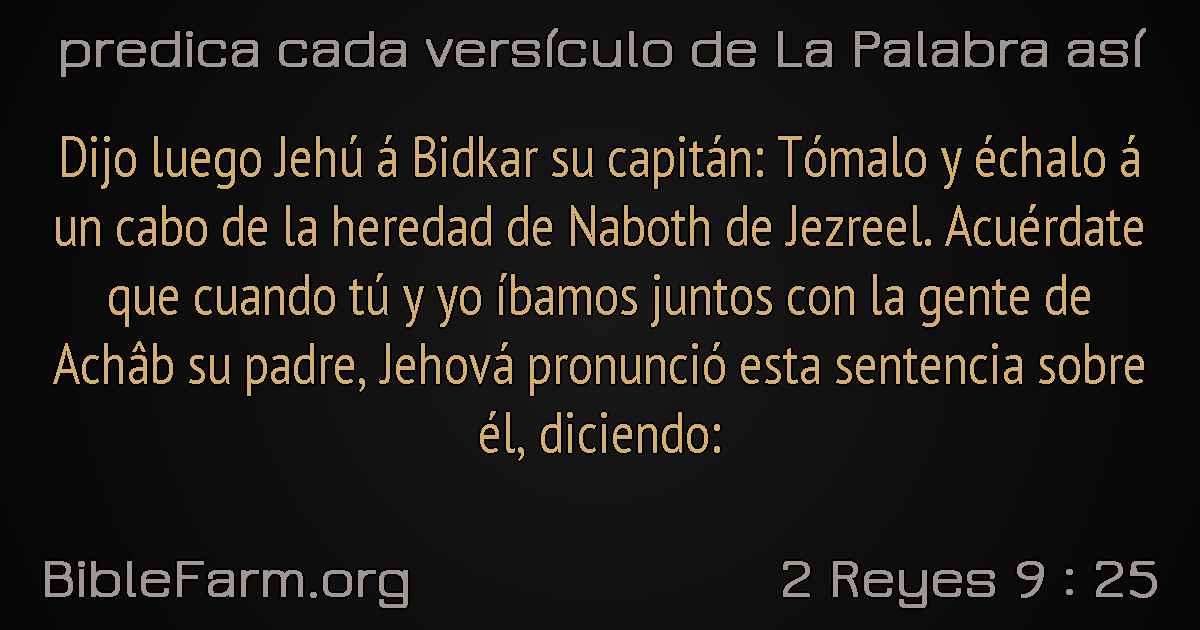 predica cada versículo de La Palabra así
Dijo luego Jehú á Bidkar su capitán: Tómalo y échalo á
un cabo de la heredad de Naboth de Jezreel. Acuérdate
que cuando tú y yo íbamos juntos con la gente de
Achâb su padre, Jehová pronunció esta sentencia sobre
él, diciendo:
BibleFarm.org
2 Reyes 9 : 25